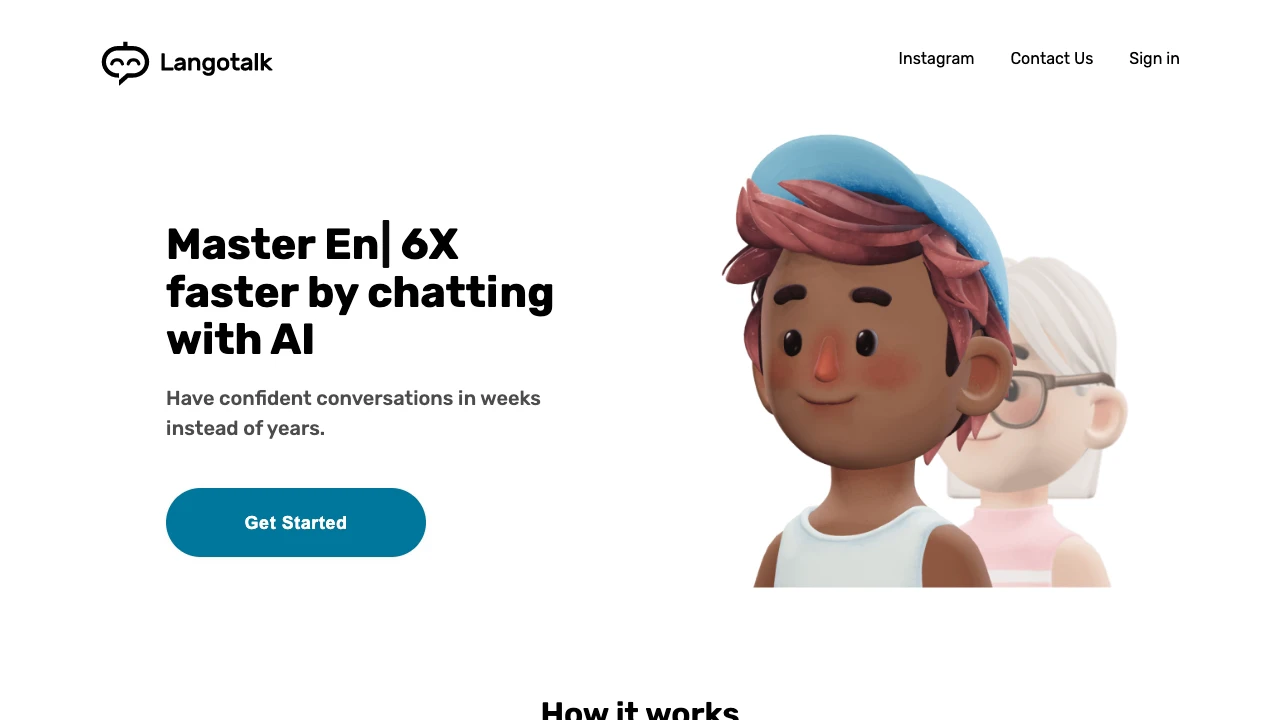 Langotalk
Instagram
Contact Us
Sign in
Master En| 6X
faster by chatting
with AI
Have confident conversations in weeks
instead of years.
Get Started
How it works